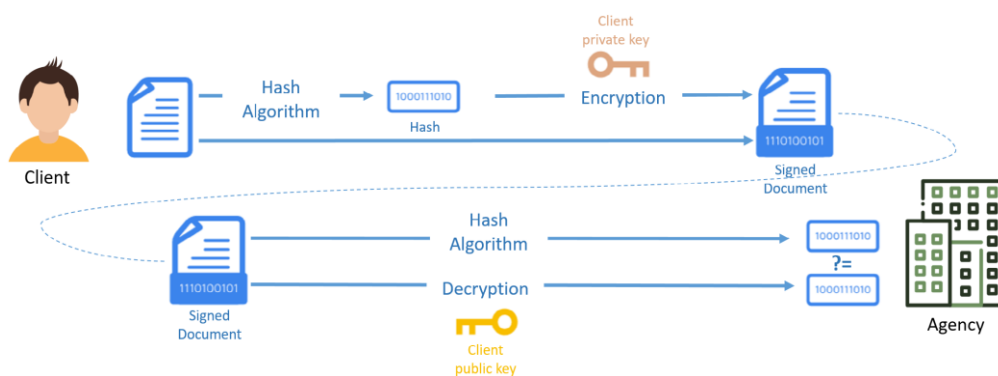 Client
private key
Hash
Algorithm
1000111010
Encryption
Hash
1110100101
Signed
Document
Client
Hash
Algorithm
1000111010
?=
1110100101
Decryption
1000111010
Signed
Document
Client
public key
Agency